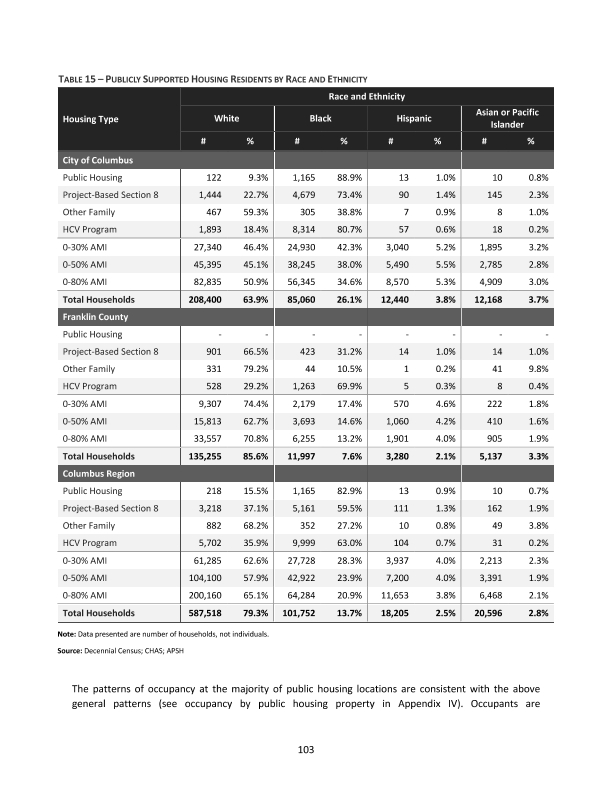 TABLE 15 – PUBLICLY SUPPORTED HOUSING RESIDENTS BY RACE AND ETHNICITY
Race and Ethnicity
Housing Type White Black Hispanic Asian or Pacific
Islander
# % # % # % # %
City of Columbus
Public Housing 122 9.3% 1,165 88.9% 13 1.0% 10 0.8%
Project-Based Section 8 1,444 22.7% 4,679 73.4% 90 1.4% 145 2.3%
Other Family 467 59.3% 305 38.8% 7 0.9% 8 1.0%
HCV Program 1,893 18.4% 8,314 80.7% 57 0.6% 18 0.2%
0-30% AMI 27,340 46.4% 24,930 42.3% 3,040 5.2% 1,895 3.2%
0-50% AMI 45,395 45.1% 38,245 38.0% 5,490 5.5% 2,785 2.8%
0-80% AMI 82,835 50.9% 56,345 34.6% 8,570 5.3% 4,909 3.0%
Total Households 208,400 63.9% 85,060 26.1% 12,440 3.8% 12,168 3.7%
Franklin County
Public Housing - - - - - - - -
Project-Based Section 8 901 66.5% 423 31.2% 14 1.0% 14 1.0%
Other Family 331 79.2% 44 10.5% 1 0.2% 41 9.8%
HCV Program 528 29.2% 1,263 69.9% 5 0.3% 8 0.4%
0-30% AMI 9,307 74.4% 2,179 17.4% 570 4.6% 222 1.8%
0-50% AMI 15,813 62.7% 3,693 14.6% 1,060 4.2% 410 1.6%
0-80% AMI 33,557 70.8% 6,255 13.2% 1,901 4.0% 905 1.9%
Total Households 135,255 85.6% 11,997 7.6% 3,280 2.1% 5,137 3.3%
Columbus Region
Public Housing 218 15.5% 1,165 82.9% 13 0.9% 10 0.7%
Project-Based Section 8 3,218 37.1% 5,161 59.5% 111 1.3% 162 1.9%
Other Family 882 68.2% 352 27.2% 10 0.8% 49 3.8%
HCV Program 5,702 35.9% 9,999 63.0% 104 0.7% 31 0.2%
0-30% AMI 61,285 62.6% 27,728 28.3% 3,937 4.0% 2,213 2.3%
0-50% AMI 104,100 57.9% 42,922 23.9% 7,200 4.0% 3,391 1.9%
0-80% AMI 200,160 65.1% 64,284 20.9% 11,653 3.8% 6,468 2.1%
Total Households 587,518 79.3% 101,752 13.7% 18,205 2.5% 20,596 2.8%
Note: Data presented are number of households, not individuals.
Source: Decennial Census; CHAS; APSH
The patterns of occupancy at the majority of public housing locations are consistent with the above
general patterns (see occupancy by public housing property in Appendix IV). Occupants are
103